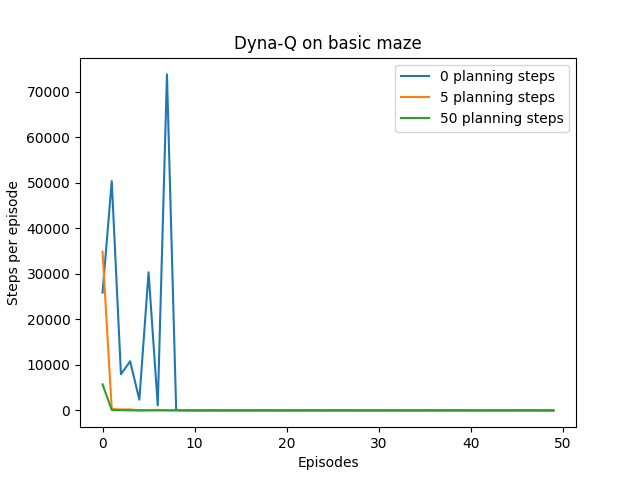 Dyna-Q on basic maze
0 planning steps
5 planning steps
50 planning steps
70000
60000
50000
40000
30000
20000
10000
0
Steps per episode
0 10 20 30 40 50
Episodes